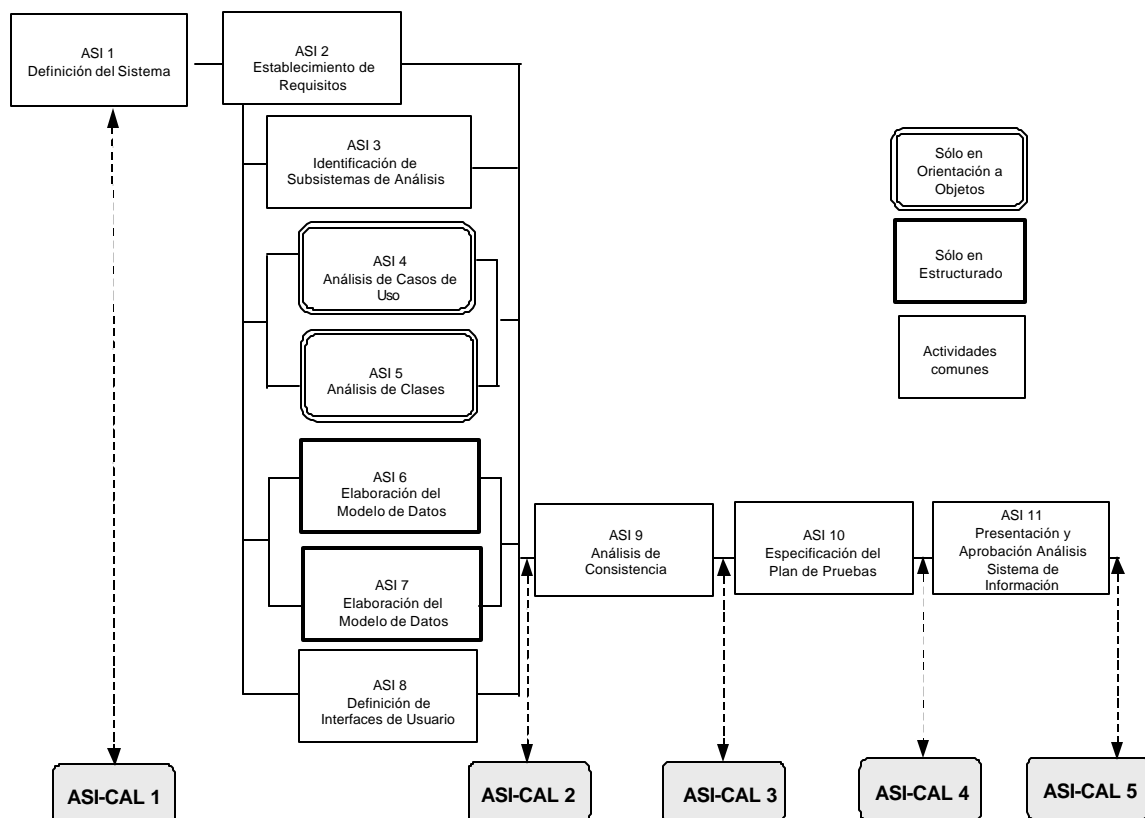 ASI 1
Definición del Sistema
ASI 2
Establecimiento de
Requisitos
ASI 3
Identificación de
Subsistemas de Análisis
ASI 4
Análisis de Casos de
Uso
ASI 5
Análisis de Clases
ASI 6
Elaboración del
Modelo de Datos
ASI 7
Elaboración del
Modelo de Datos
ASI 8
Definición de
Interfaces de Usuario
ASI 9
Análisis de
Consistencia
ASI 10
Especificación del
Plan de Pruebas
ASI 11
Presentación y
Aprobación Análisis
Sistema de
Información
Sólo en
Orientación a
Objetos
Sólo en
Estructurado
Actividades
comunes
ASI-CAL 1
ASI-CAL 2
ASI-CAL 3
ASI-CAL 4
ASI-CAL 5